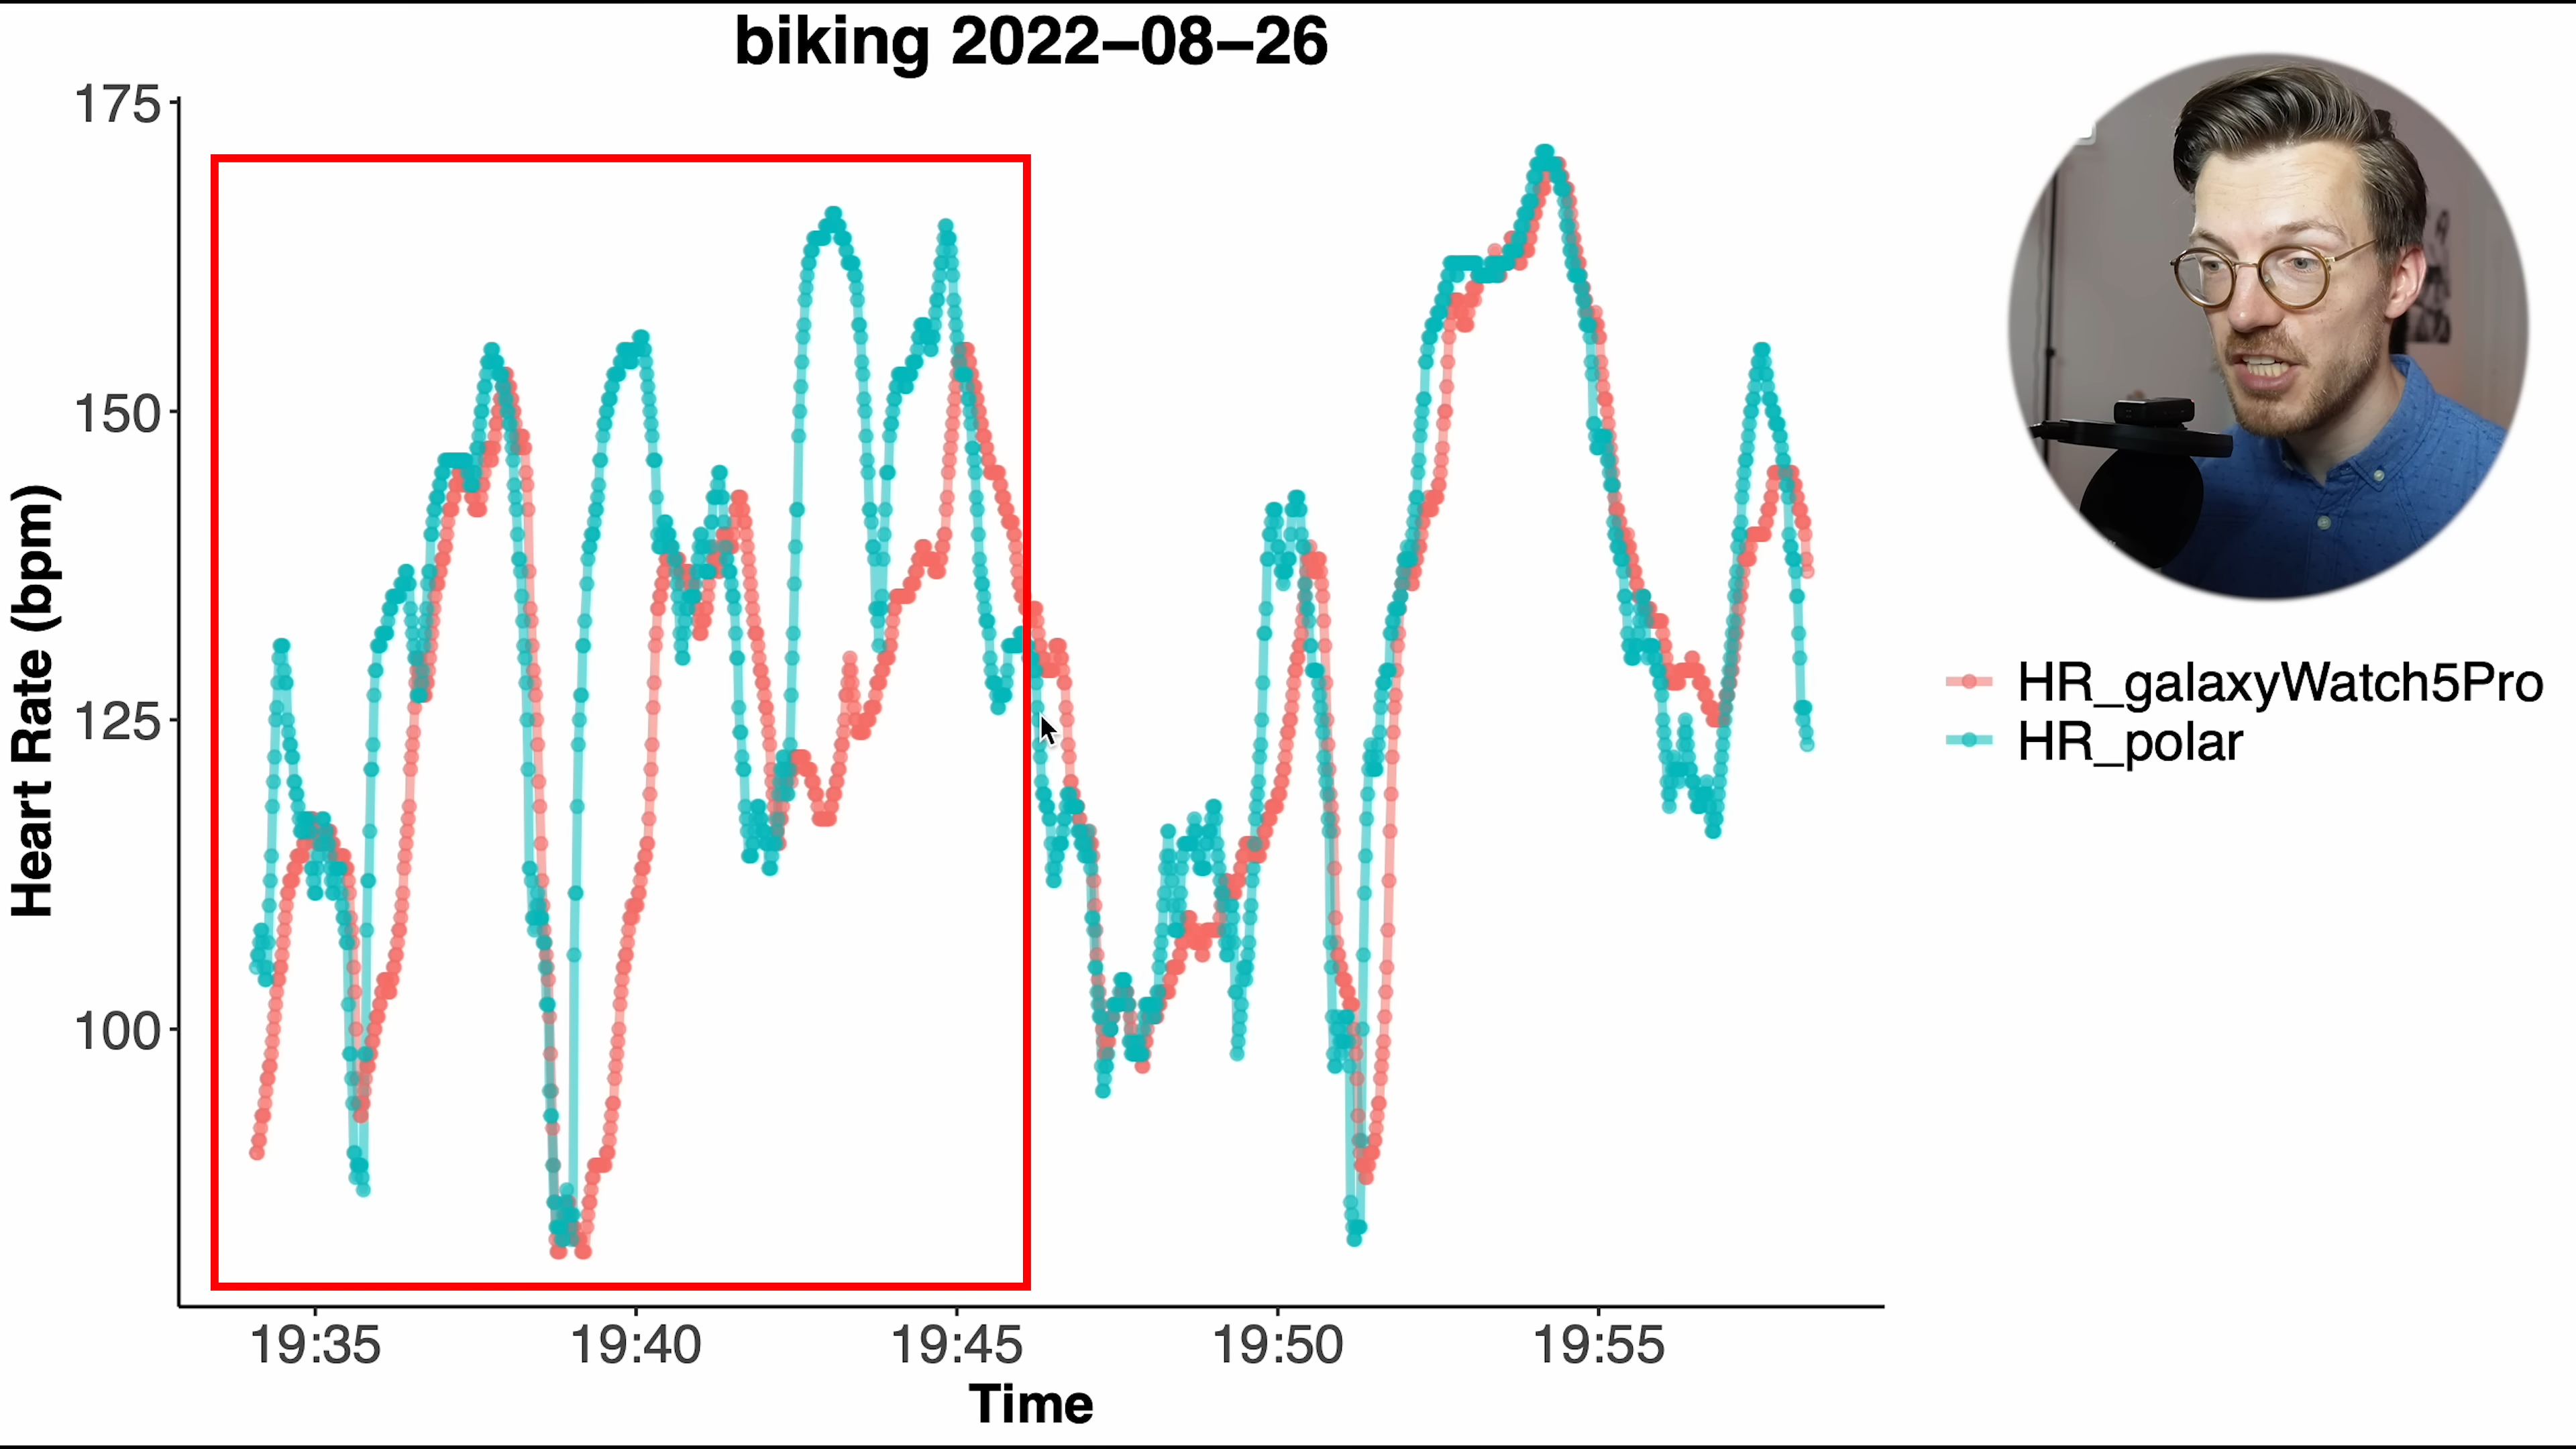 biking 2022–08–26
175
150
125
100
Heart Rate (bpm)
19:35
19:40
19:45
19:50
19:55
Time
HR_galaxyWatch5Pro
HR_polar